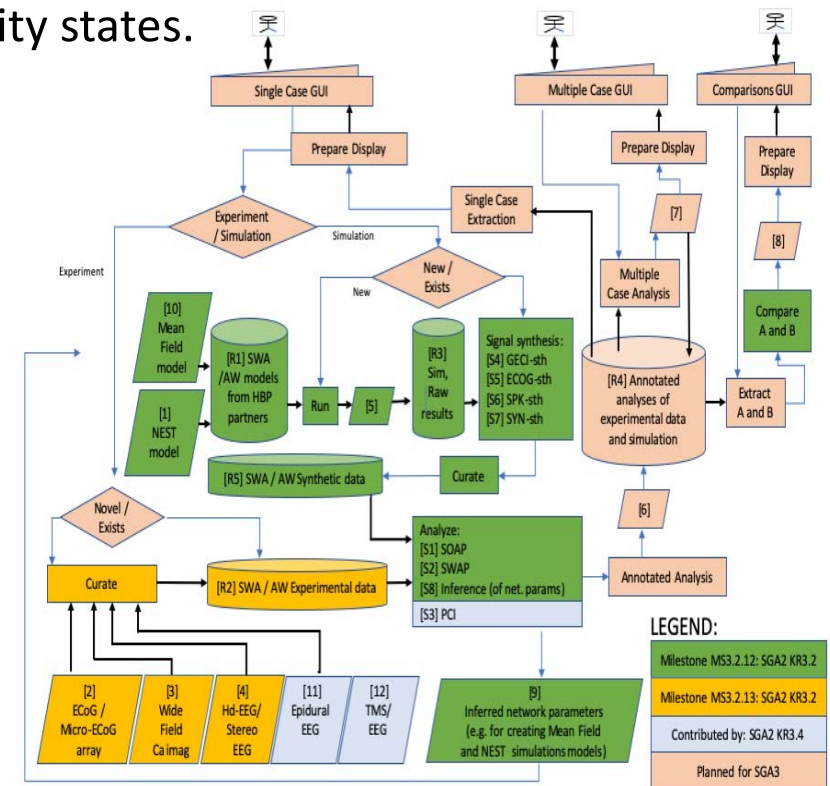 ity states.
Single Case GUI
Multiple Case GUI
Comparisons GUI
Prepare Display
Prepare Display
Prepare
Display
Single Case
Extraction
[7]
[8]
Experiment
/ Simulation
Simulation
Experiment
New /
Exists
New
Multiple
Case Analysis
Compare
A and B
[10]
Mean
Field
model
[1]
NEST
model
[R1] SWA
/AW models
from HBP
partners
Run
[5]
[R3]
Sim,
Raw
results
Signal synthesis:
[S4] GECI-sth
[S5] ECOG-sth
[S6] SPK-sth
[S7] SYN-sth
[R4] Annotated
analyses of
experimental data
and simulation
Extract
A and B
[R5] SWA / AW Synthetic data
Curate
[6]
Novel /
Exists
Curate
[R2] SWA / AW Experimental data
Analyze:
[S1] SOAP
[S2] SWAP
[S8] Inference (of net. params)
[S3] PCI
Annotated Analysis
[2]
ECoG /
Micro-ECoG
array
[3]
Wide
Field
Ca imag
[4]
Hd-EEG/
Stereo
EEG
[11]
Epidural
EEG
[12]
TMS/
EEG
[9]
Inferred network parameters
(e.g. for creating Mean Field
and NEST simulations models)
LEGEND:
Milestone MS3.2.12: SGA2 KR3.2
Milestone MS3.2.13: SGA2 KR3.2
Contributed by: SGA2 KR3.4
Planned for SGA3